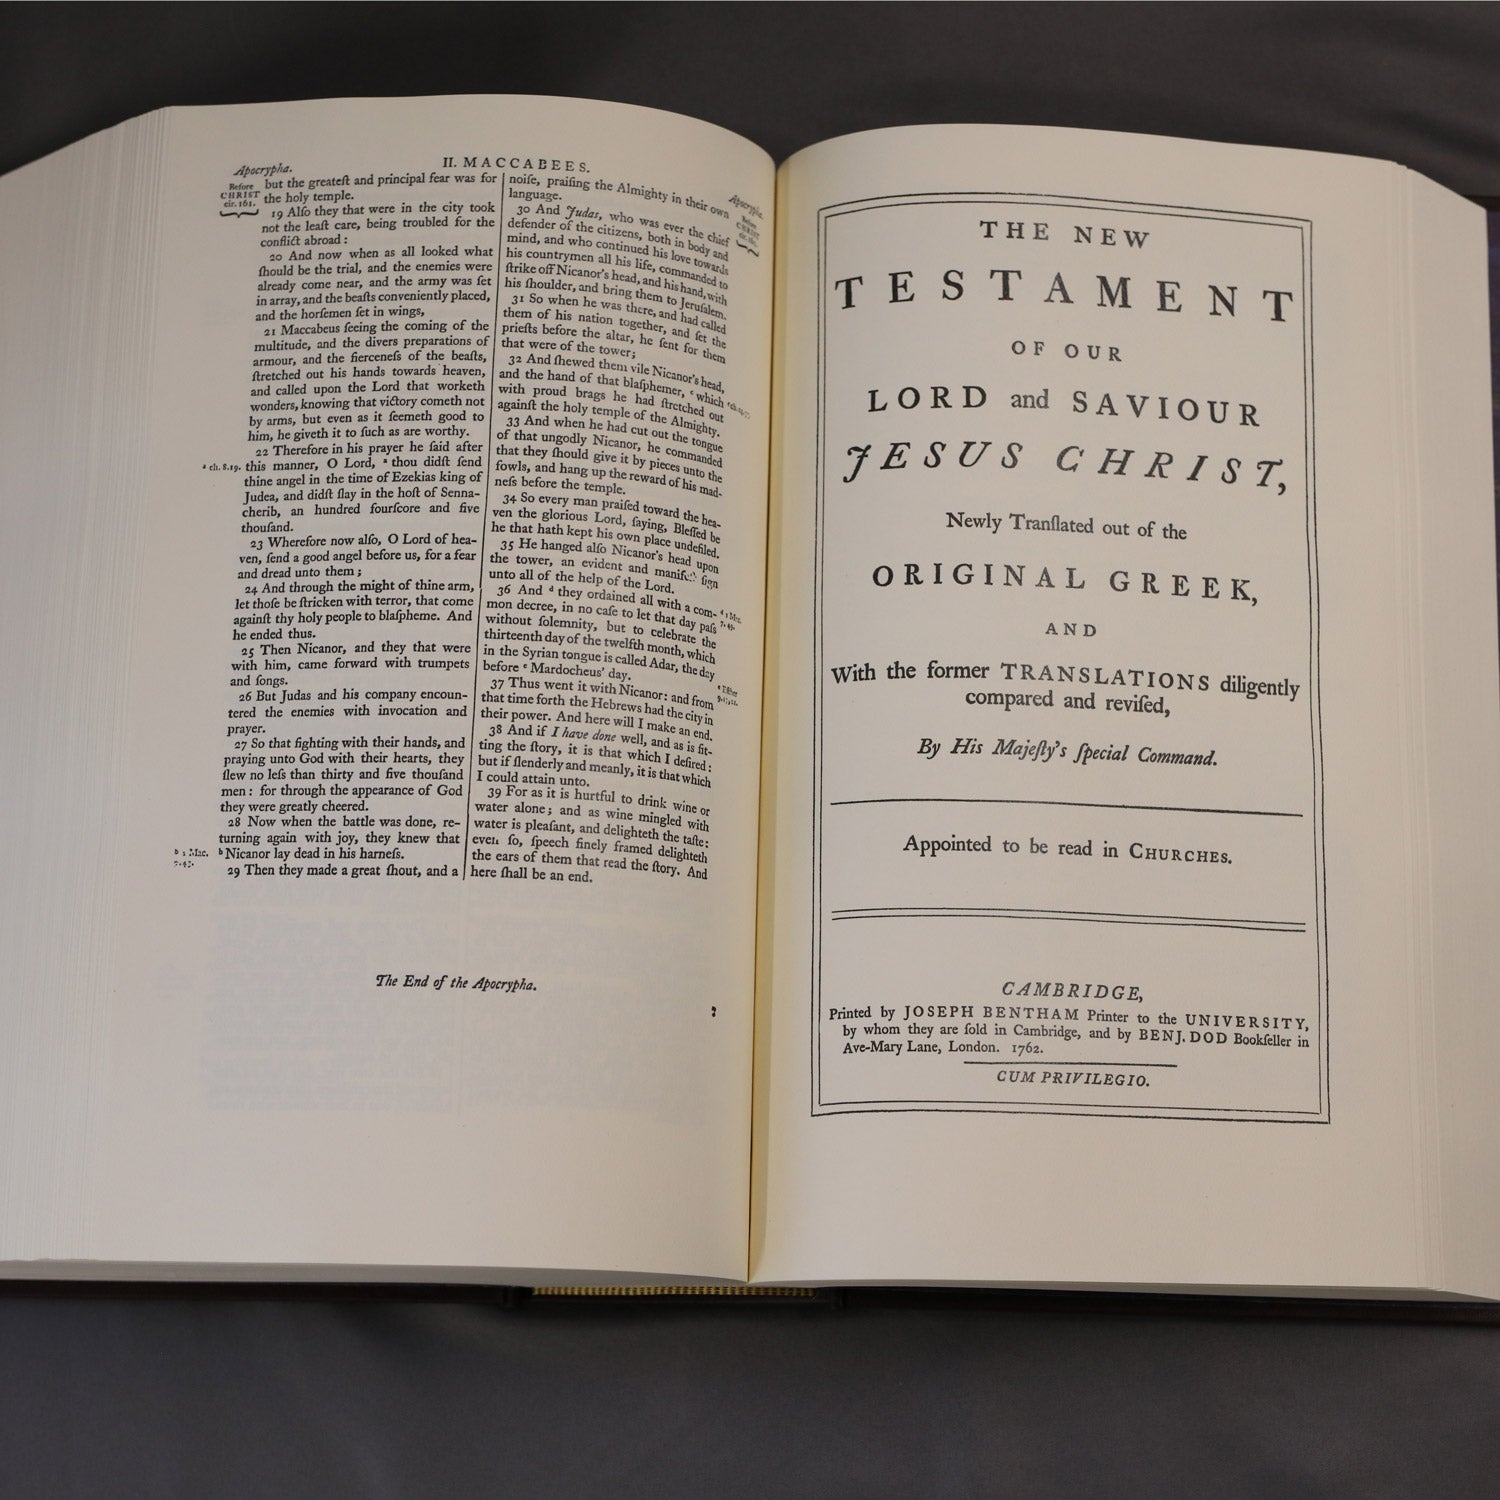 Apocrypha.
II. MACCABEES.
Apocrypha.
Before
CHRIST
cir. 161.
but the greateſt and principal fear was for
the holy temple.
19 Alſo they that were in the city took
not the leaſt care, being troubled for the
conflict abroad :
20 And now when as all looked what
ſhould be the trial, and the enemies were
already come near, and the army was ſet
in array, and the beaſts conveniently placed,
and the horſemen ſet in wings,
21 Maccabeus ſeeing the coming of the
multitude, and the divers preparations of
armour, and the fierceneſs of the beaſts,
ſtretched out his hands towards heaven,
and called upon the Lord that worketh
wonders, knowing that victory cometh not
by arms, but even as it ſeemeth good to
him, he giveth it to ſuch as are worthy.
22 Therefore in his prayer he ſaid after
ᵃ ch. 8.19. this manner, O Lord, ᵃ thou didſt ſend
thine angel in the time of Ezekias king of
Judea, and didſt ſlay in the hoſt of Senna-
cherib, an hundred fourſcore and five
thouſand.
23 Wherefore now alſo, O Lord of hea-
ven, ſend a good angel before us, for a fear
and dread unto them ;
24 And through the might of thine arm,
let thoſe be ſtricken with terror, that come
againſt thy holy people to blaſpheme. And
he ended thus.
25 Then Nicanor, and they that were
with him, came forward with trumpets
and ſongs.
26 But Judas and his company encoun-
tered the enemies with invocation and
prayer.
27 So that fighting with their hands, and
praying unto God with their hearts, they
ſlew no leſs than thirty and five thouſand
men : for through the appearance of God
they were greatly cheered.
28 Now when the battle was done, re-
turning again with joy, they knew that
ᵇ 1 Mac. ᵇ Nicanor lay dead in his harneſs.
7.43.
29 Then they made a great ſhout, and a
noiſe, praiſing the Almighty in their own
language.
30 And Judas, who was ever the chief
defender of the citizens, both in body and
mind, and who continued his love towards
his countrymen all his life, commanded to
ſtrike off Nicanor's head, and his hand, with
his ſhoulder, and bring them to Jeruſalem.
31 So when he was there, and had called
them of his nation together, and ſet the
prieſts before the altar, he ſent for them
that were of the tower;
32 And ſhewed them vile Nicanor's head,
and the hand of that blaſphemer, ᶜ which
with proud brags he had ſtretched out
againſt the holy temple of the Almighty.
33 And when he had cut out the tongue
of that ungodly Nicanor, he commanded
that they ſhould give it by pieces unto the
fowls, and hang up the reward of his mad-
neſs before the temple.
34 So every man praiſed toward the hea-
ven the glorious Lord, ſaying, Bleſſed be
he that hath kept his own place undefiled.
35 He hanged alſo Nicanor's head upon
the tower, an evident and manifeſt ſign
unto all of the help of the Lord.
36 And ᵈ they ordained all with a com-
mon decree, in no caſe to let that day paſs
without ſolemnity, but to celebrate the
thirteenth day of the twelfth month, which
in the Syrian tongue is called Adar, the day
before ᵉ Mardocheus' day.
37 Thus went it with Nicanor: and from
that time forth the Hebrews had the city in
their power. And here will I make an end.
38 And if I have done well, and as is fit-
ting the ſtory, it is that which I deſired :
but if ſlenderly and meanly, it is that which
I could attain unto.
39 For as it is hurtful to drink wine or
water alone; and as wine mingled with
water is pleaſant, and delighteth the taſte:
even ſo, ſpeech finely framed delighteth
the ears of them that read the ſtory. And
here ſhall be an end.
The End of the Apocrypha.
THE NEW
TESTAMENT
OF OUR
LORD and SAVIOUR
JESUS CHRIST,
Newly Tranſlated out of the
ORIGINAL GREEK,
AND
With the former TRANSLATIONS diligently
compared and reviſed,
By His Majeſty's ſpecial Command.
Appointed to be read in CHURCHES.
CAMBRIDGE,
Printed by JOSEPH BENTHAM Printer to the UNIVERSITY,
by whom they are ſold in Cambridge, and by BENJ. DOD Bookſeller in
Ave-Mary Lane, London. 1762.
CUM PRIVILEGIO.